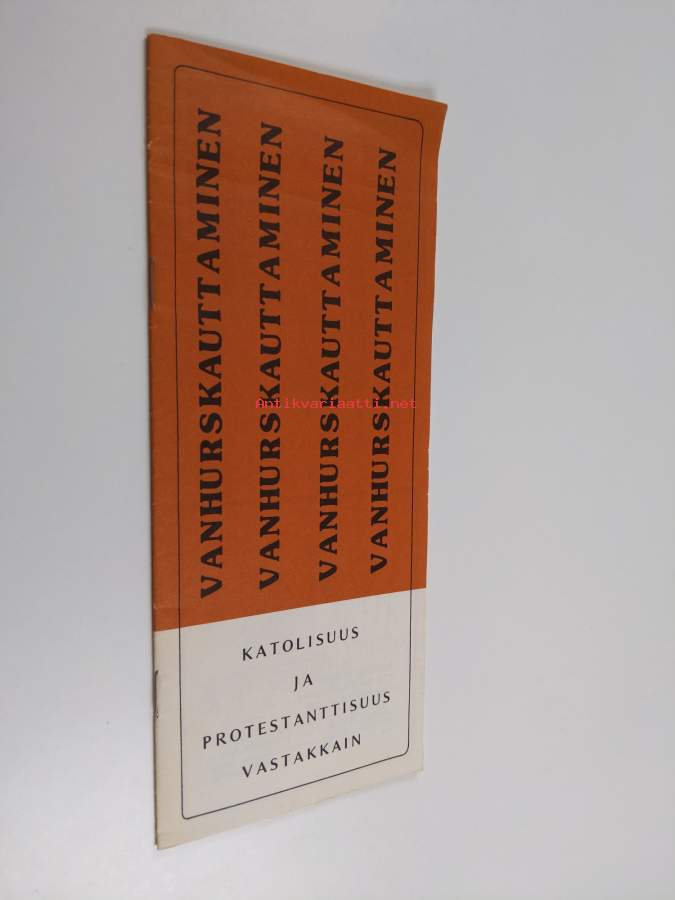 VANHURSKAUTTAMINEN
VANHURSKAUTTAMINEN
VANHURSKAUTTAMINEN
VANHURSKAUTTAMINEN
Antikvariaatti.net
KATOLISUUS
JA
PROTESTANTTISUUS
VASTAKKAIN